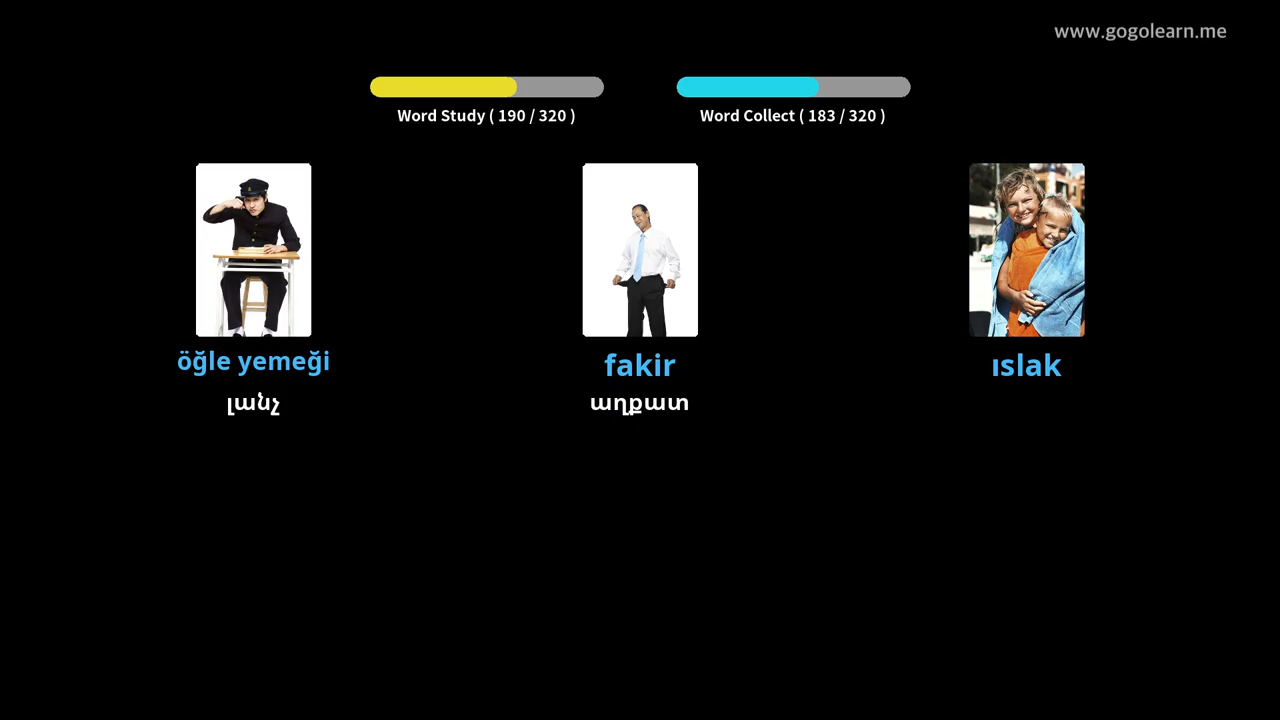 www.gogolearn.me
Word Study ( 190 / 320 )
Word Collect ( 183 / 320 )
öğle yemeği
fakir
ıslak
լանչ
աղքատ